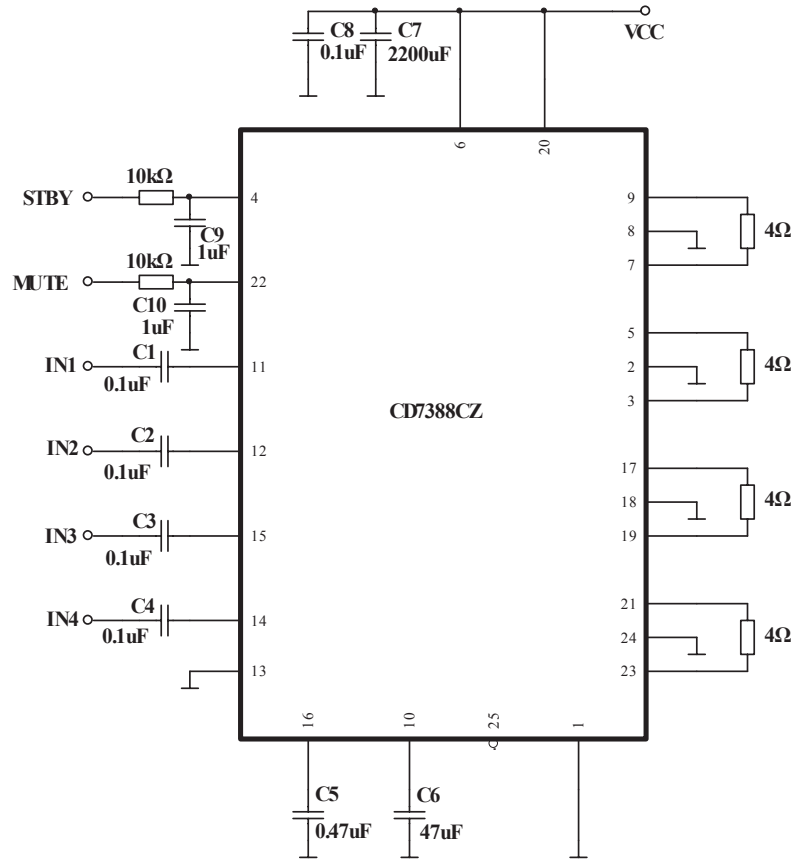 C8
0.1uF
C7
2200uF
VCC
6
20
STBY
10kΩ
4
C9
1uF
MUTE
10kΩ
22
C10
1uF
IN1
C1
0.1uF
11
IN2
C2
0.1uF
12
IN3
C3
0.1uF
15
IN4
C4
0.1uF
14
13
CD7388CZ
9
8
7
4Ω
5
2
3
4Ω
17
18
19
4Ω
21
24
23
4Ω
16
10
25
1
C5
0.47uF
C6
47uF